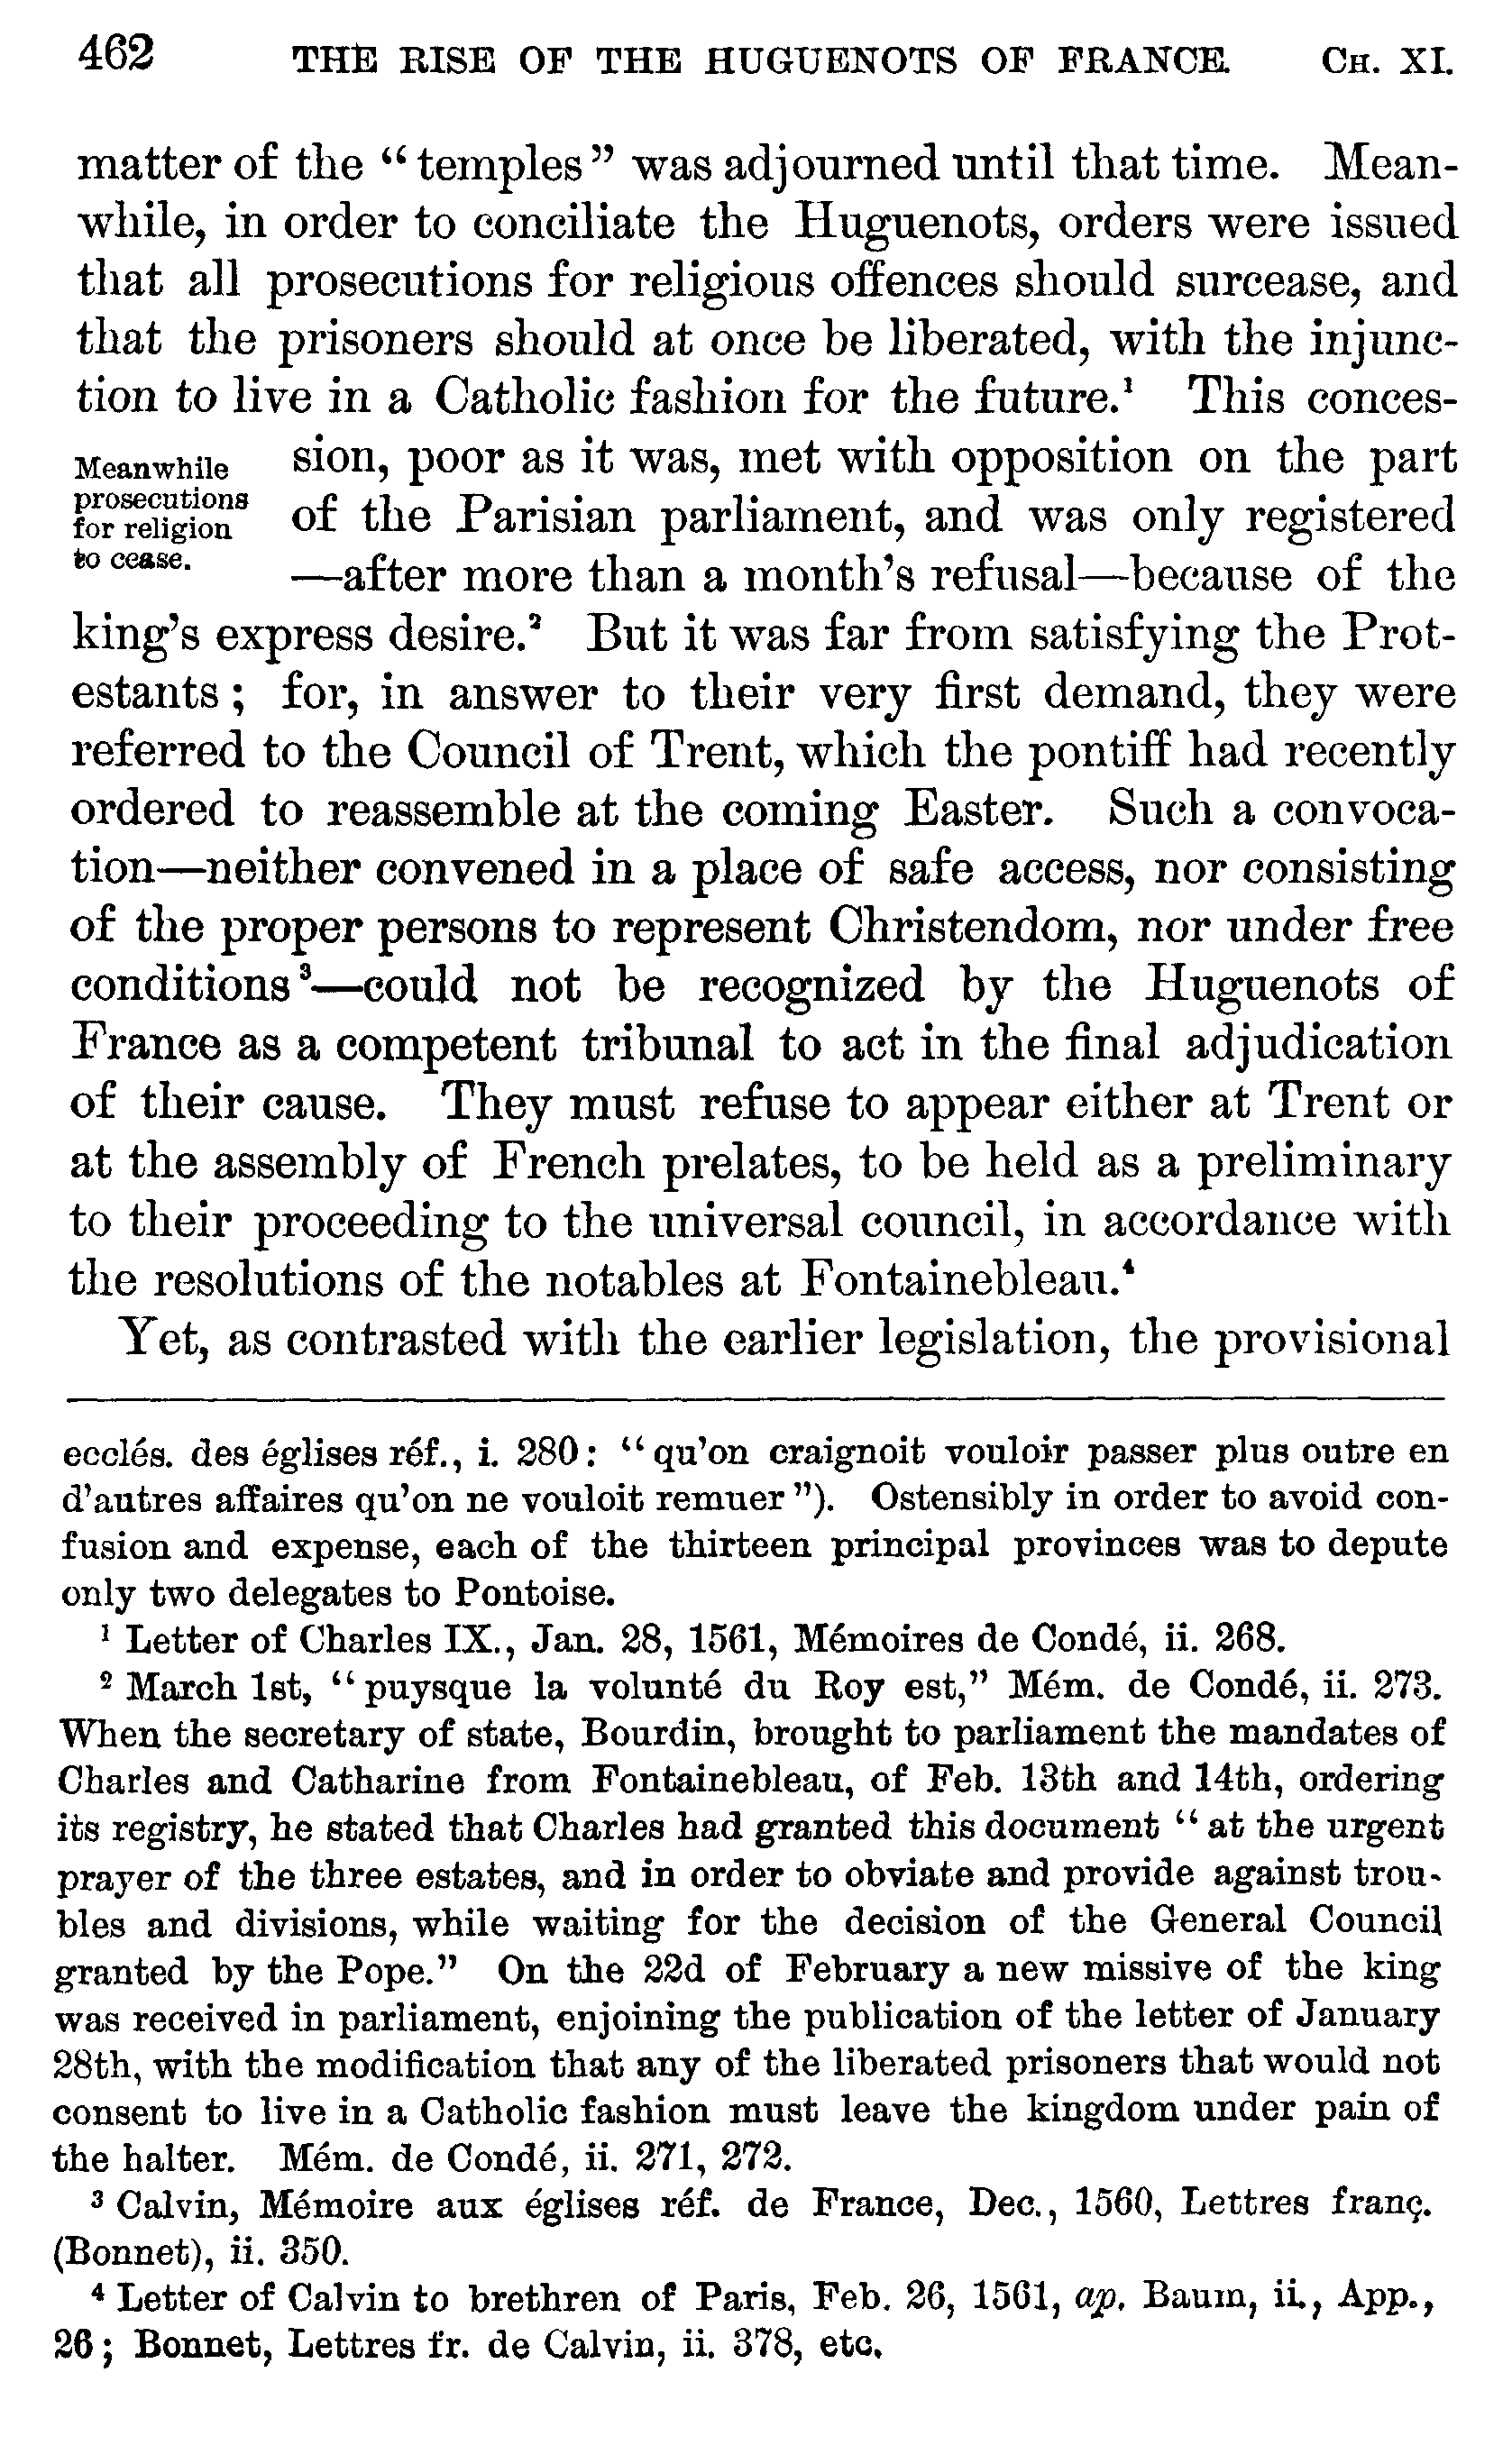 462 THE RISE OF THE HUGUENOTS OF FRANCE. CH. XI.
matter of the “temples” was adjourned until that time. Mean-
while, in order to conciliate the Huguenots, orders were issued
that all prosecutions for religious offences should surcease, and
that the prisoners should at once be liberated, with the injunc-
tion to live in a Catholic fashion for the future.¹ This conces-
Meanwhile
prosecutions
for religion
to cease.
sion, poor as it was, met with opposition on the part
of the Parisian parliament, and was only registered
—after more than a month’s refusal—because of the
king’s express desire.² But it was far from satisfying the Prot-
estants; for, in answer to their very first demand, they were
referred to the Council of Trent, which the pontiff had recently
ordered to reassemble at the coming Easter. Such a convoca-
tion—neither convened in a place of safe access, nor consisting
of the proper persons to represent Christendom, nor under free
conditions³—could not be recognized by the Huguenots of
France as a competent tribunal to act in the final adjudication
of their cause. They must refuse to appear either at Trent or
at the assembly of French prelates, to be held as a preliminary
to their proceeding to the universal council, in accordance with
the resolutions of the notables at Fontainebleau.⁴
Yet, as contrasted with the earlier legislation, the provisional
ecclés. des églises réf., i. 280: “qu’on craignoit vouloir passer plus outre en
d’autres affaires qu’on ne vouloit remuer”). Ostensibly in order to avoid con-
fusion and expense, each of the thirteen principal provinces was to depute
only two delegates to Pontoise.
¹ Letter of Charles IX., Jan. 28, 1561, Mémoires de Condé, ii. 268.
² March 1st, “puysque la volunté du Roy est,” Mém. de Condé, ii. 273.
When the secretary of state, Bourdin, brought to parliament the mandates of
Charles and Catharine from Fontainebleau, of Feb. 13th and 14th, ordering
its registry, he stated that Charles had granted this document “at the urgent
prayer of the three estates, and in order to obviate and provide against trou-
bles and divisions, while waiting for the decision of the General Council
granted by the Pope.” On the 22d of February a new missive of the king
was received in parliament, enjoining the publication of the letter of January
28th, with the modification that any of the liberated prisoners that would not
consent to live in a Catholic fashion must leave the kingdom under pain of
the halter. Mém. de Condé, ii. 271, 272.
³ Calvin, Mémoire aux églises réf. de France, Dec., 1560, Lettres franç.
(Bonnet), ii. 350.
⁴ Letter of Calvin to brethren of Paris, Feb. 26, 1561, ap. Baum, ii., App.,
26; Bonnet, Lettres fr. de Calvin, ii. 378, etc.